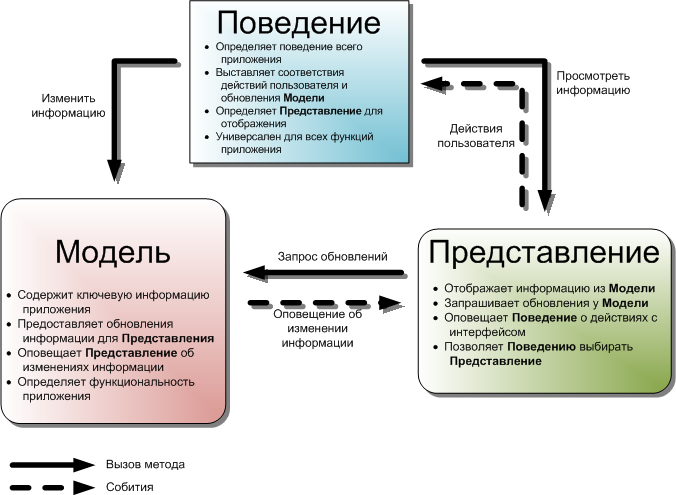 Поведение
• Определяет поведение всего
приложения
• Выставляет соответствия
действий пользователя и
обновления Модели
• Определяет Представление для
отображения
• Универсален для всех функций
приложения
Изменить
информацию
Просмотреть
информацию
Действия
пользователя
Модель
• Содержит ключевую информацию
приложения
• Предоставляет обновления
информации для Представления
• Оповещает Представление об
изменениях информации
• Определяет функциональность
приложения
Запрос обновлений
Оповещение об
изменении
информации
Представление
• Отображает информацию из Модели
• Запрашивает обновления у Модели
• Оповещает Поведение о действиях с
интерфейсом
• Позволяет Поведению выбирать
Представление
Вызов метода
Собития